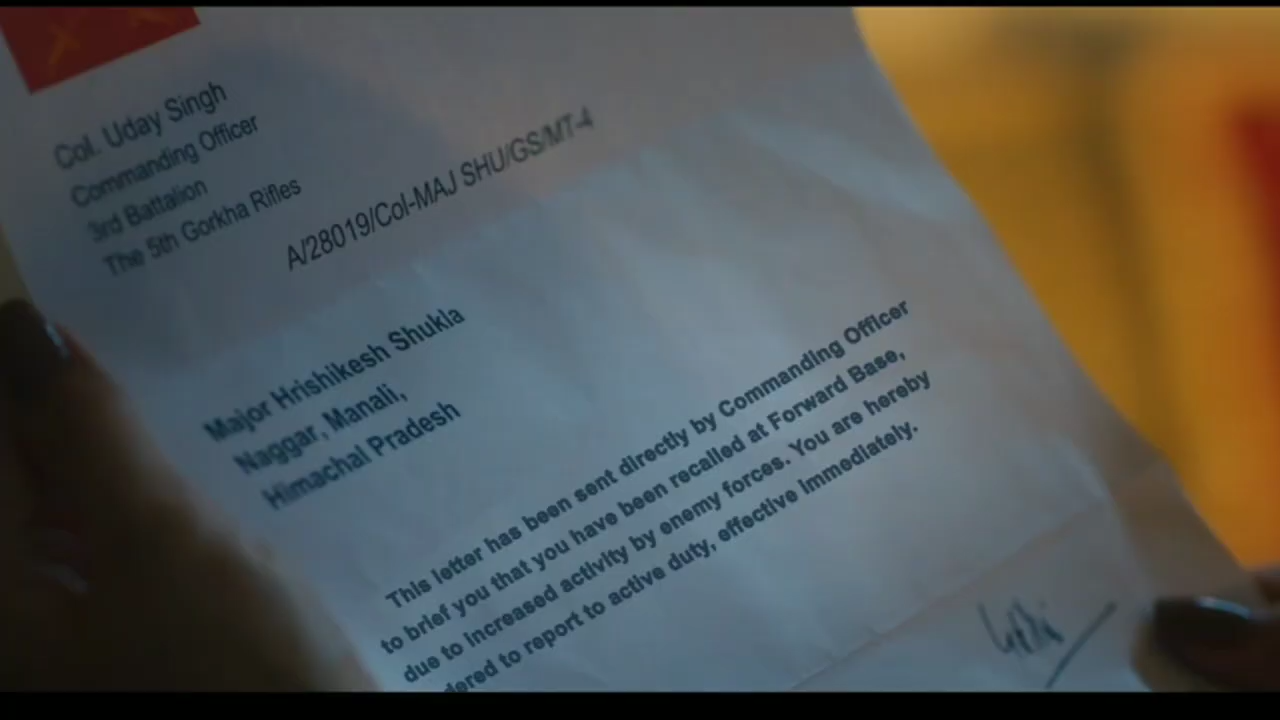 Col. Uday Singh
Commanding Officer
3rd Battalion
The 5th Gorkha Rifles
A/28019/Col-MAJ SHU/GS/MT-4
Major Hrishikesh Shukla
Naggar, Manali,
Himachal Pradesh
This letter has been sent directly by Commanding Officer
to brief you that you have been recalled at Forward Base,
due to increased activity by enemy forces. You are hereby
dered to report to active duty, effective immediately.